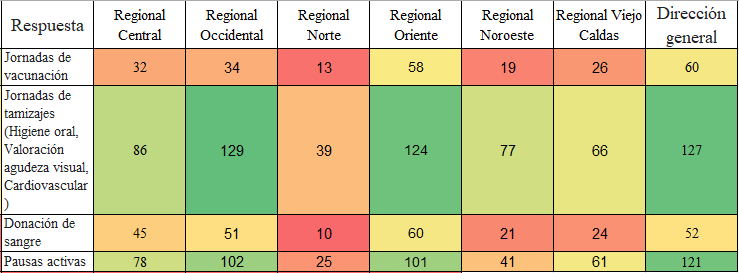 Respuesta Regional Central Regional Occidental Regional Norte Regional Oriente Regional Noroeste Regional Viejo Caldas Dirección general
Jornadas de vacunación 32 34 13 58 19 26 60
Jornadas de tamizajes (Higiene oral, Valoración agudeza visual, Cardiovascular) 86 129 39 124 77 66 127
Donación de sangre 45 51 10 60 21 24 52
Pausas activas 78 102 25 101 41 61 121